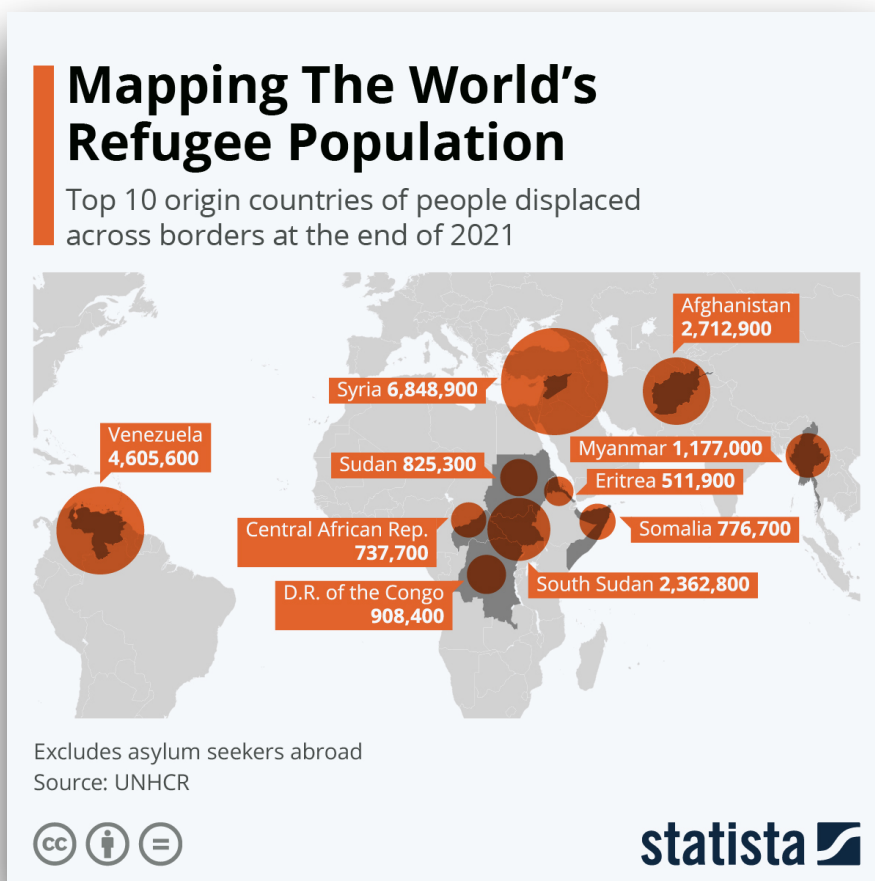 Mapping The World's
Refugee Population
Top 10 origin countries of people displaced
across borders at the end of 2021
Afghanistan
2,712,900
Syria 6,848,900
Venezuela
4,605,600
Myanmar 1,177,000
Sudan 825,300
Eritrea 511,900
Central African Rep.
737,700
Somalia 776,700
D.R. of the Congo
908,400
South Sudan 2,362,800
Excludes asylum seekers abroad
Source: UNHCR
cc
statista